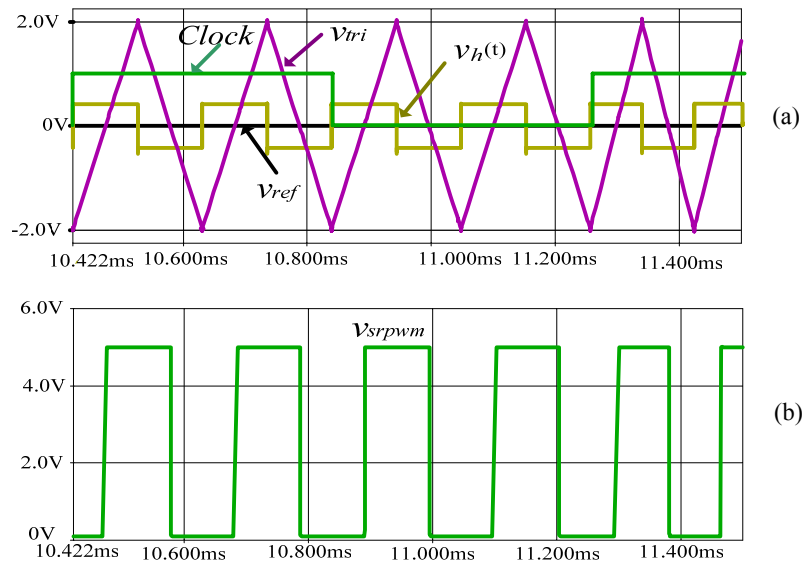 2.0V
Clock
vtri
vh(t)
0V
(a)
vref
-2.0V
10.422ms 10.600ms 10.800ms 11.000ms 11.200ms 11.400ms
6.0V
vsrpwm
4.0V
(b)
2.0V
0V
10.422ms 10.600ms 10.800ms 11.000ms 11.200ms 11.400ms